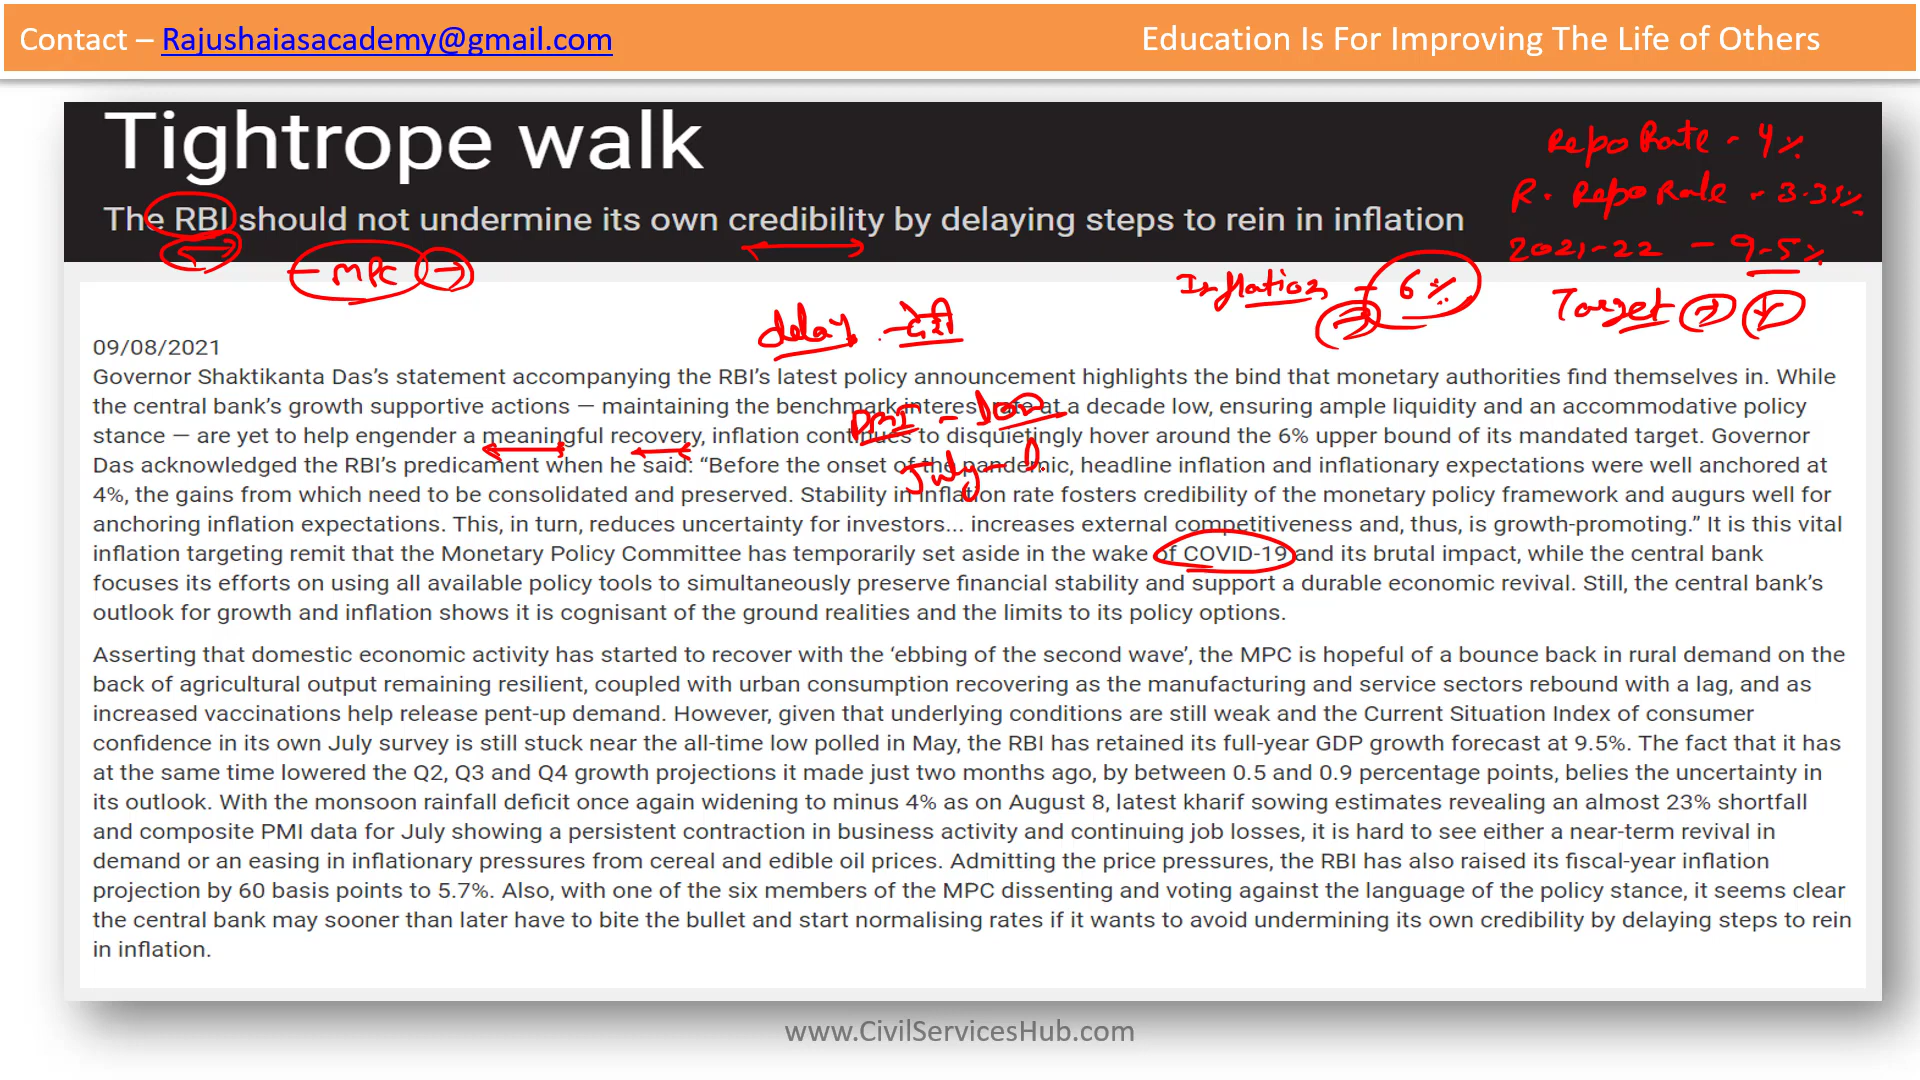 Contact – Rajushaiasacademy@gmail.com
Education Is For Improving The Life of Others
Tightrope walk
Repo Rate - 4%
R. Repo Rate - 3.35%
The RBI should not undermine its own credibility by delaying steps to rein in inflation
2021-22 - 9.5%
MPC
Inflation - 6%
Target
delay -
09/08/2021
Governor Shaktikanta Das’s statement accompanying the RBI’s latest policy announcement highlights the bind that monetary authorities find themselves in. While
the central bank’s growth supportive actions — maintaining the benchmark interest rate at a decade low, ensuring ample liquidity and an accommodative policy
PMI - 100
stance — are yet to help engender a meaningful recovery, inflation continues to disquietingly hover around the 6% upper bound of its mandated target. Governor
Das acknowledged the RBI’s predicament when he said: “Before the onset of the pandemic, headline inflation and inflationary expectations were well anchored at
July -
4%, the gains from which need to be consolidated and preserved. Stability in inflation rate fosters credibility of the monetary policy framework and augurs well for
anchoring inflation expectations. This, in turn, reduces uncertainty for investors... increases external competitiveness and, thus, is growth-promoting.” It is this vital
inflation targeting remit that the Monetary Policy Committee has temporarily set aside in the wake of COVID-19 and its brutal impact, while the central bank
focuses its efforts on using all available policy tools to simultaneously preserve financial stability and support a durable economic revival. Still, the central bank’s
outlook for growth and inflation shows it is cognisant of the ground realities and the limits to its policy options.
Asserting that domestic economic activity has started to recover with the ‘ebbing of the second wave’, the MPC is hopeful of a bounce back in rural demand on the
back of agricultural output remaining resilient, coupled with urban consumption recovering as the manufacturing and service sectors rebound with a lag, and as
increased vaccinations help release pent-up demand. However, given that underlying conditions are still weak and the Current Situation Index of consumer
confidence in its own July survey is still stuck near the all-time low polled in May, the RBI has retained its full-year GDP growth forecast at 9.5%. The fact that it has
at the same time lowered the Q2, Q3 and Q4 growth projections it made just two months ago, by between 0.5 and 0.9 percentage points, belies the uncertainty in
its outlook. With the monsoon rainfall deficit once again widening to minus 4% as on August 8, latest kharif sowing estimates revealing an almost 23% shortfall
and composite PMI data for July showing a persistent contraction in business activity and continuing job losses, it is hard to see either a near-term revival in
demand or an easing in inflationary pressures from cereal and edible oil prices. Admitting the price pressures, the RBI has also raised its fiscal-year inflation
projection by 60 basis points to 5.7%. Also, with one of the six members of the MPC dissenting and voting against the language of the policy stance, it seems clear
the central bank may sooner than later have to bite the bullet and start normalising rates if it wants to avoid undermining its own credibility by delaying steps to rein
in inflation.
www.CivilServicesHub.com